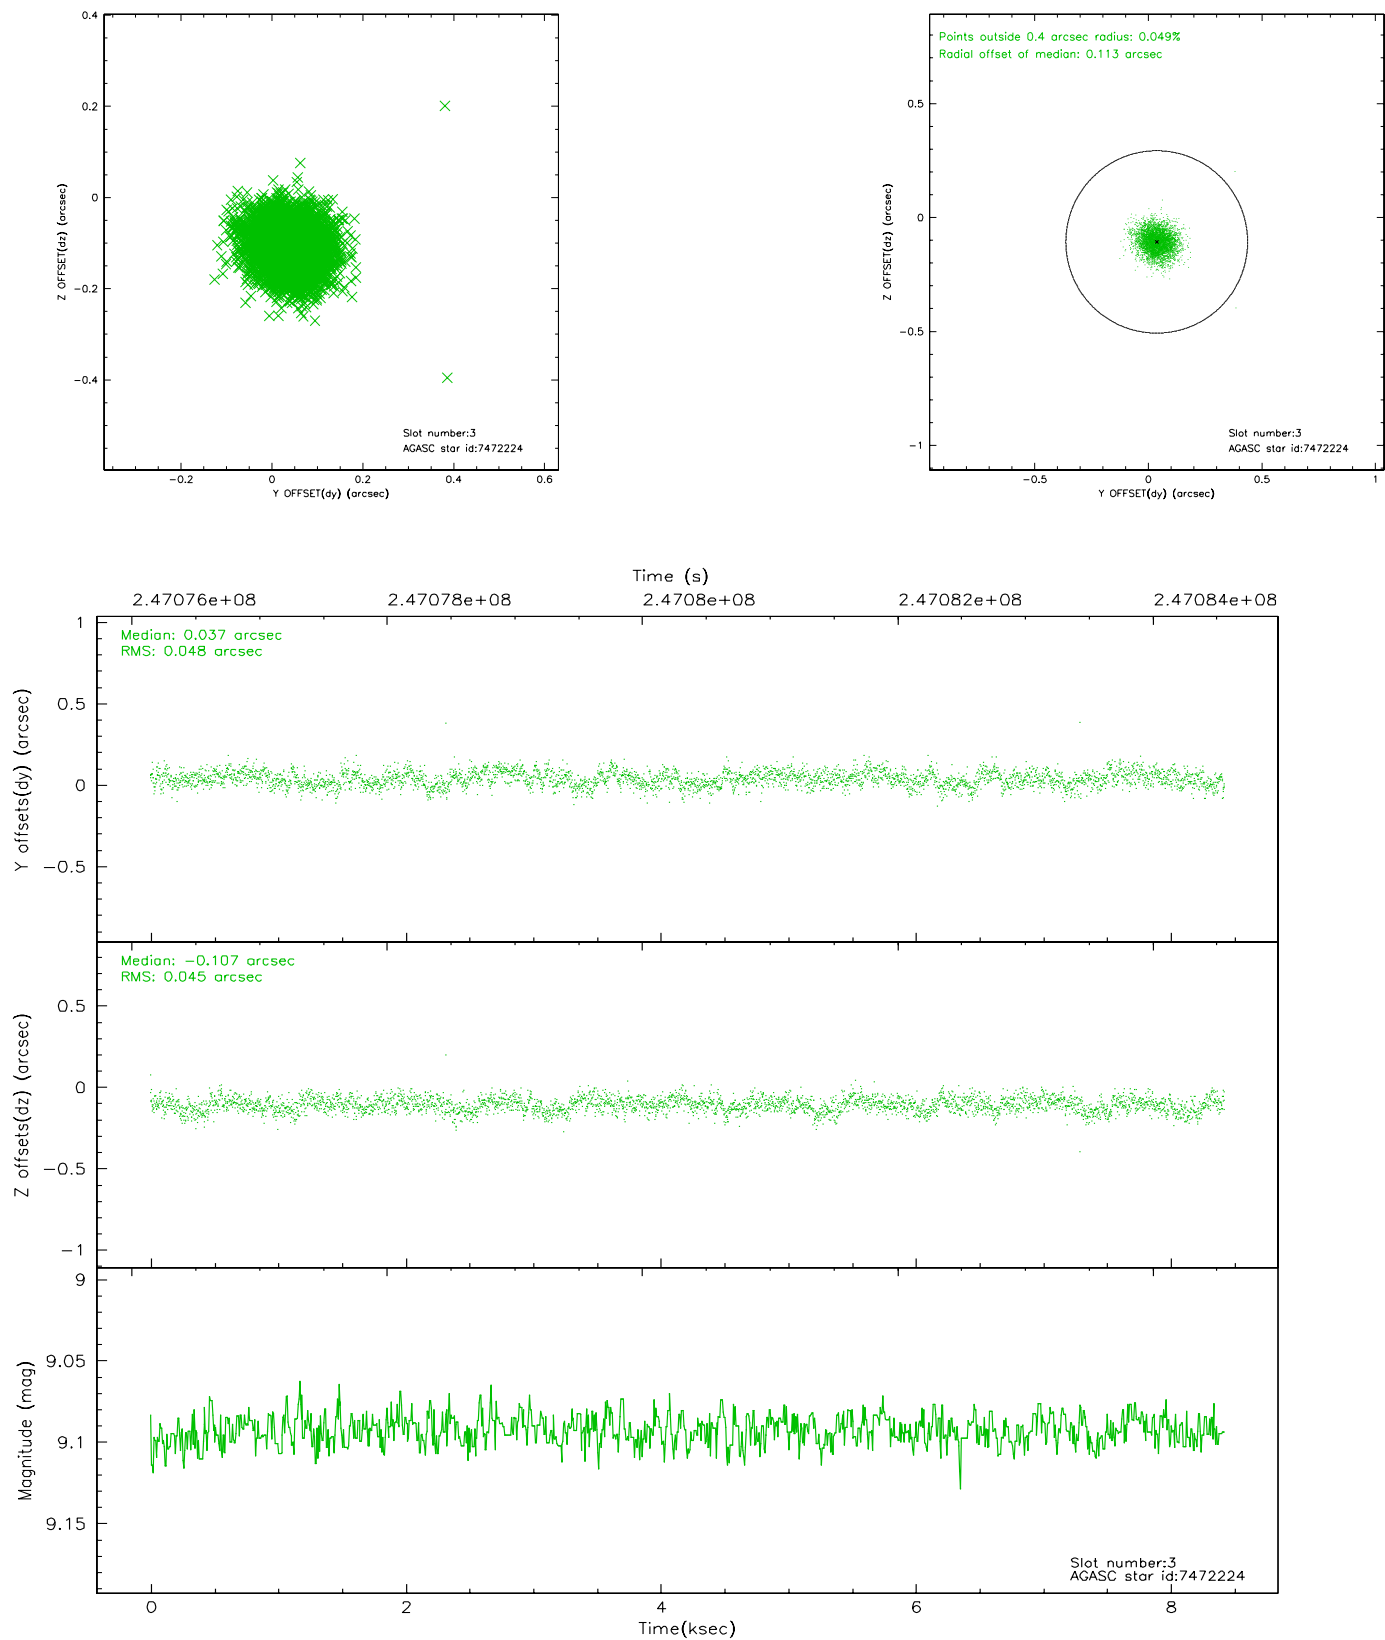 0.4
0.2
0
−0.2
−0.4
Z OFFSET(dz) (arcsec)
Slot number:3
AGASC star id:7472224
−0.2 0 0.2 0.4 0.6
Y OFFSET(dy) (arcsec)
Points outside 0.4 arcsec radius: 0.049%
Radial offset of median: 0.113 arcsec
0.5
0
−0.5
−1
Z OFFSET(dz) (arcsec)
Slot number:3
AGASC star id:7472224
−0.5 0 0.5 1
Y OFFSET(dy) (arcsec)
Time (s)
2.47076e+08 2.47078e+08 2.4708e+08 2.47082e+08 2.47084e+08
Median: 0.037 arcsec
RMS: 0.048 arcsec
1
0.5
0
−0.5
Y offsets(dy) (arcsec)
Median: −0.107 arcsec
RMS: 0.045 arcsec
0.5
0
−0.5
−1
Z offsets(dz) (arcsec)
9
9.05
9.1
9.15
Magnitude (mag)
Slot number:3
AGASC star id:7472224
0 2 4 6 8
Time(ksec)